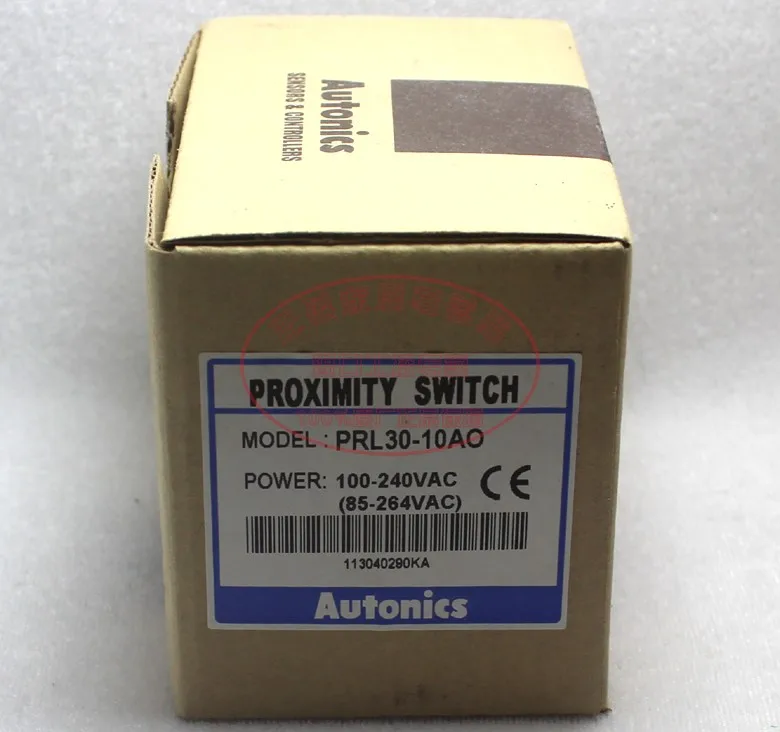 Autonics
SENSORS & CONTROLLERS
PROXIMITY SWITCH
MODEL : PRL30-10AO
POWER: 100-240VAC CE
(85-264VAC)
113040290KA
Autonics